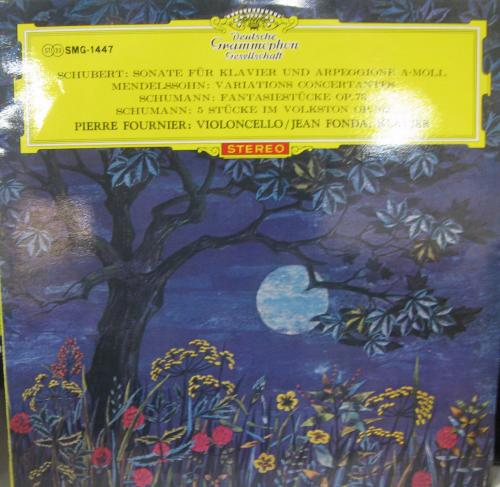 Deutsche
Grammophon
Gesellschaft
SMG-1447
SCHUBERT: SONATE FÜR KLAVIER UND ARPEGGIONE A-MOLL
MENDELSSOHN: VARIATIONS CONCERTANTES
SCHUMANN: FANTASIESTÜCKE OP. 73
SCHUMANN: 5 STÜCKE IM VOLKSTON
PIERRE FOURNIER: VIOLONCELLO/JEAN FONDA: KLAVIER
STEREO